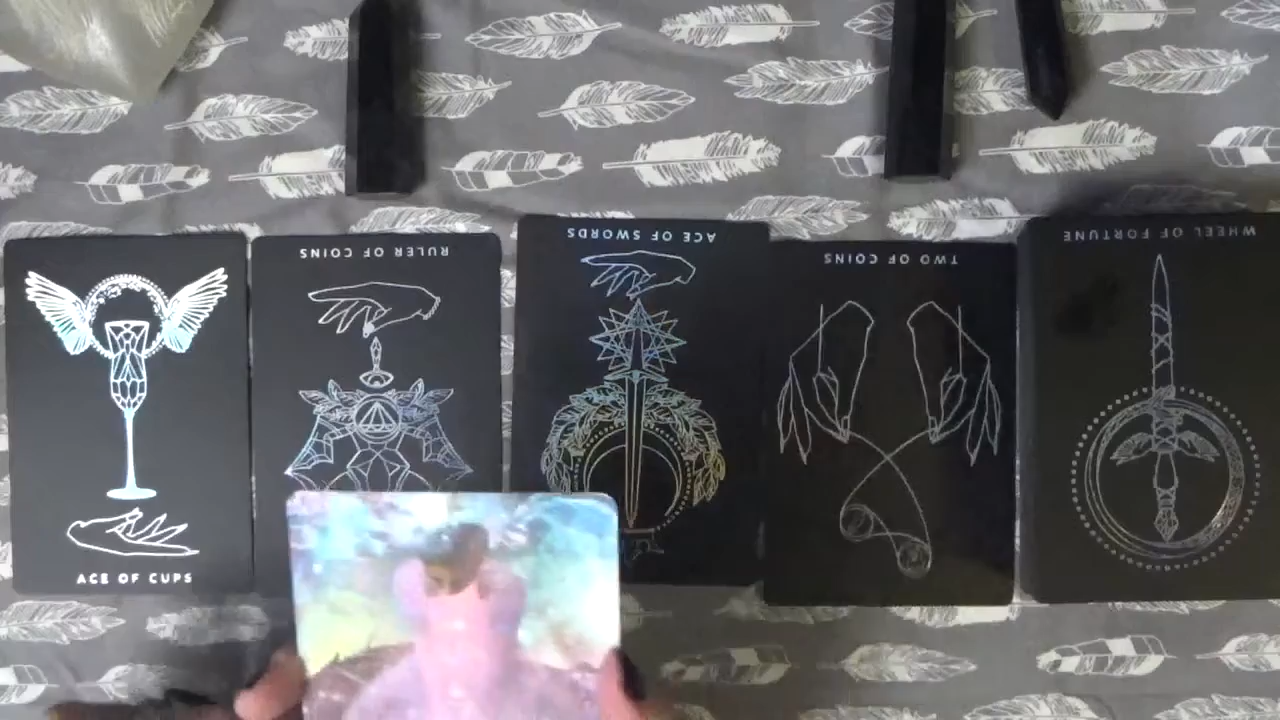 ACE OF CUPS
RULER OF COINS
ACE OF SWORDS
TWO OF COINS
WHEEL OF FORTUNE